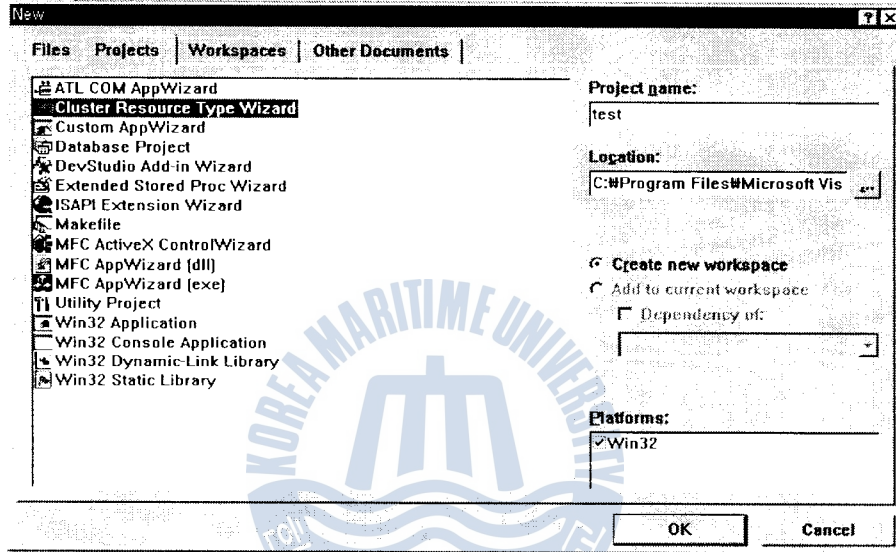 New
Files Projects Workspaces Other Documents
ATL COM AppWizard
Cluster Resource Type Wizard
Custom AppWizard
Database Project
DevStudio Add-in Wizard
Extended Stored Proc Wizard
ISAPI Extension Wizard
Makefile
MFC ActiveX ControlWizard
MFC AppWizard (dll)
MFC AppWizard (exe)
Utility Project
Win32 Application
Win32 Console Application
Win32 Dynamic-Link Library
Win32 Static Library
Project name:
test
Location:
C:₩Program Files₩Microsoft Vis ...
Create new workspace
Add to current workspace
Dependency of:
Platforms:
Win32
OK Cancel
KOREA MARITIME UNIVERSITY